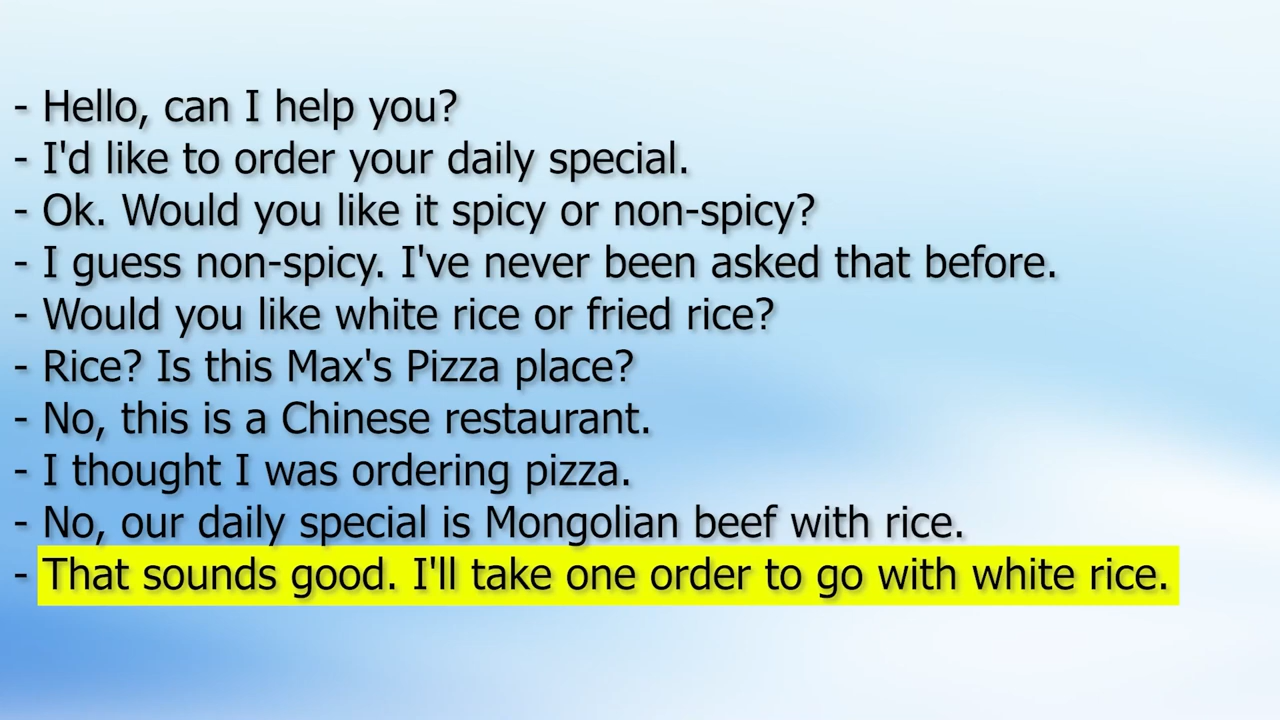 - Hello, can I help you?
- I'd like to order your daily special.
- Ok. Would you like it spicy or non-spicy?
- I guess non-spicy. I've never been asked that before.
- Would you like white rice or fried rice?
- Rice? Is this Max's Pizza place?
- No, this is a Chinese restaurant.
- I thought I was ordering pizza.
- No, our daily special is Mongolian beef with rice.
- That sounds good. I'll take one order to go with white rice.